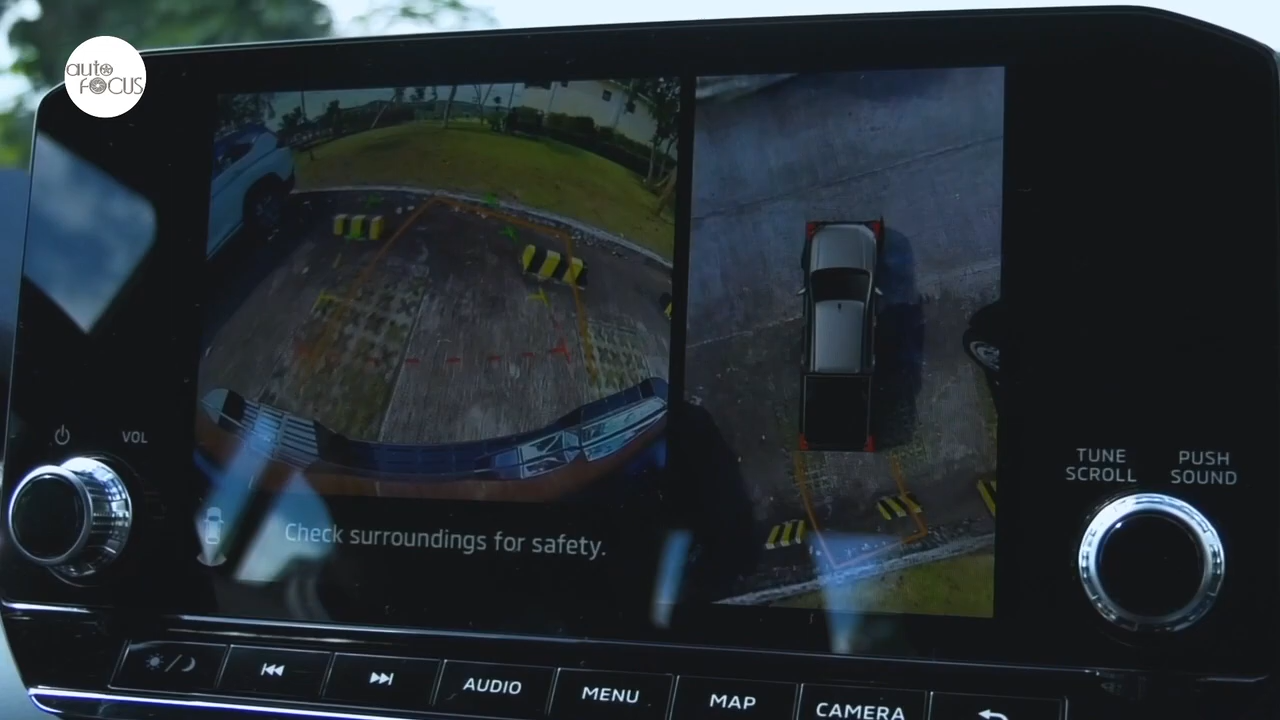 auto
FOCUS
VOL
TUNE
SCROLL
PUSH
SOUND
Check surroundings for safety.
AUDIO
MENU
MAP
CAMERA